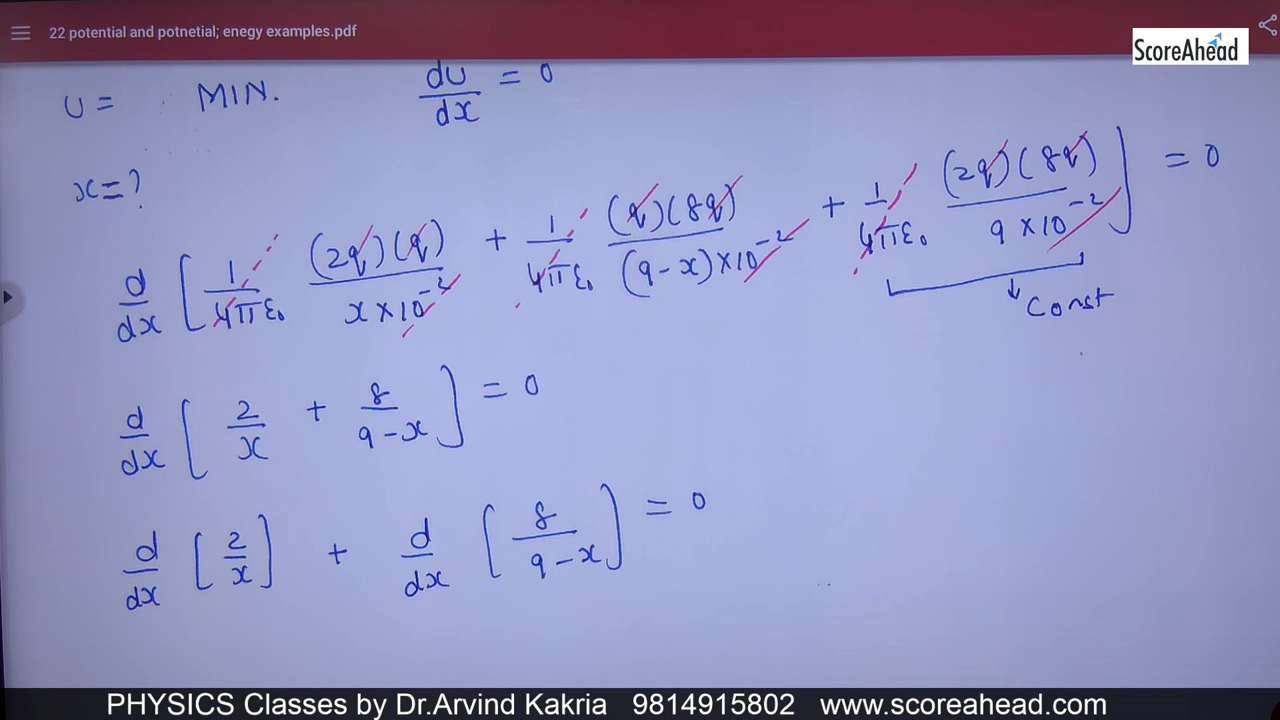 22 potential and potnetial; enegy examples.pdf
ScoreAhead
U = MIN. dU/dx = 0
x = ?
d/dx [ 1/4πε₀ (2q)(q)/x×10⁻² + 1/4πε₀ (q)(8q)/(9-x)×10⁻² + 1/4πε₀ (2q)(8q)/9×10⁻² ] = 0
↓ Const
d/dx [ 2/x + 8/9-x ] = 0
d/dx [ 2/x ] + d/dx [ 8/9-x ] = 0
PHYSICS Classes by Dr.Arvind Kakria 9814915802 www.scoreahead.com